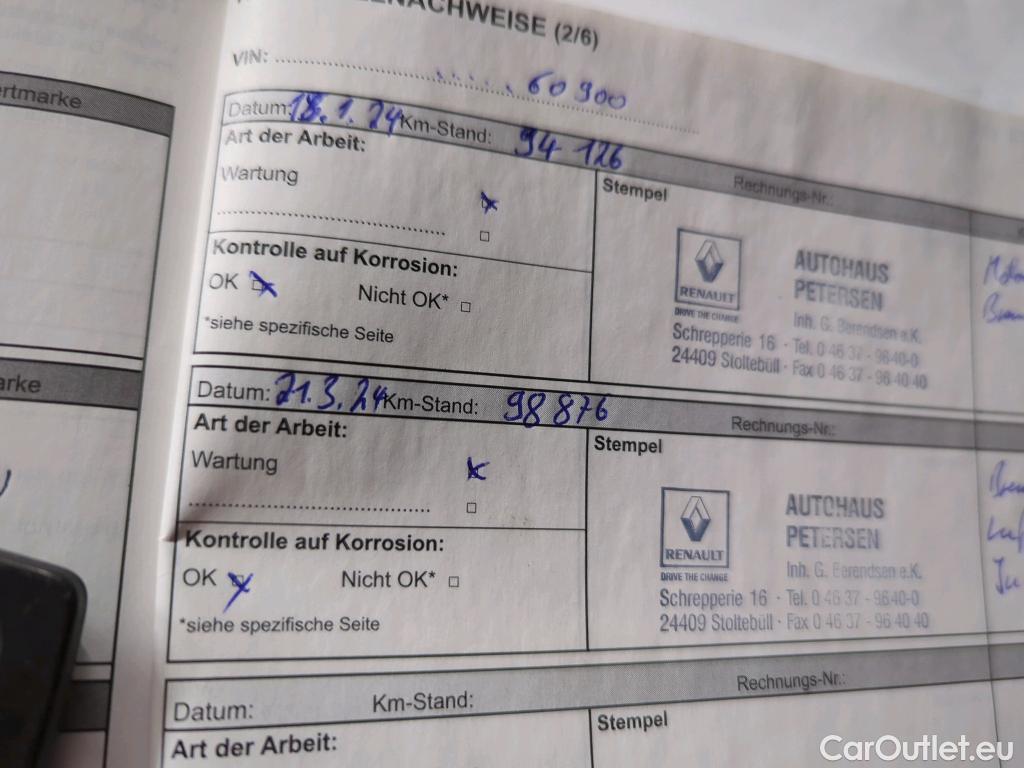 (2/6)
VIN: 60900
Datum: 18.1.24 Km-Stand: 94 126
Art der Arbeit:
Wartung
Kontrolle auf Korrosion:
OK Nicht OK*
*siehe spezifische Seite
Stempel Rechnungs-Nr.:
RENAULT
DRIVE THE CHANGE
AUTOHAUS
PETERSEN
Inh. G. Berendsen e.K.
Schrepperie 16 · Tel. 0 46 37 - 96 40-0
24409 Stoltebüll · Fax 0 46 37 - 96 40 40
Datum: 21.3.24 Km-Stand: 98 876
Art der Arbeit:
Wartung
Kontrolle auf Korrosion:
OK Nicht OK*
*siehe spezifische Seite
Stempel Rechnungs-Nr.:
RENAULT
DRIVE THE CHANGE
AUTOHAUS
PETERSEN
Inh. G. Berendsen e.K.
Schrepperie 16 · Tel. 0 46 37 - 96 40-0
24409 Stoltebüll · Fax 0 46 37 - 96 40 40
Datum: Km-Stand: Rechnungs-Nr.:
Art der Arbeit:
Stempel
CarOutlet.eu